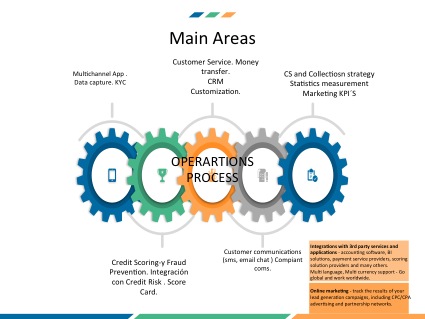 Main Areas
Multichannel App .
Data capture. KYC
Customer Service. Money
transfer.
CRM
Customization.
CS and Collectiosn strategy
Statistics measurement
Marketing KPI´S
OPERARTIONS
PROCESS
Credit Scoring-y Fraud
Prevention. Integración
con Credit Risk . Score
Card.
Customer communications
(sms, email chat ) Compiant
coms.
Integrations with 3rd party services and
applications - accounting software, BI
solutions, payment service providers, scoring
solution providers and many others.
Multi language, Multi currency support - Go
global and work worldwide.
Online marketing - track the results of your
lead generation campaigns, including CPC/CPA
advertising and partnership networks.